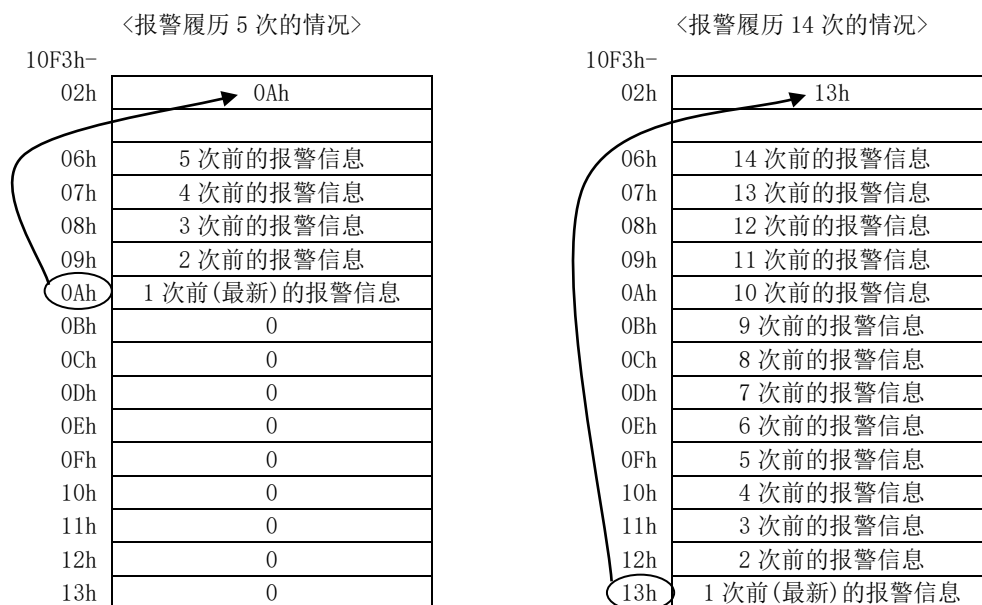 <报警履历 5 次的情况>
10F3h-
02h 0Ah
06h 5 次前的报警信息
07h 4 次前的报警信息
08h 3 次前的报警信息
09h 2 次前的报警信息
0Ah 1 次前(最新)的报警信息
0Bh 0
0Ch 0
0Dh 0
0Eh 0
0Fh 0
10h 0
11h 0
12h 0
13h 0
<报警履历 14 次的情况>
10F3h-
02h 13h
06h 14 次前的报警信息
07h 13 次前的报警信息
08h 12 次前的报警信息
09h 11 次前的报警信息
0Ah 10 次前的报警信息
0Bh 9 次前的报警信息
0Ch 8 次前的报警信息
0Dh 7 次前的报警信息
0Eh 6 次前的报警信息
0Fh 5 次前的报警信息
10h 4 次前的报警信息
11h 3 次前的报警信息
12h 2 次前的报警信息
13h 1 次前(最新)的报警信息